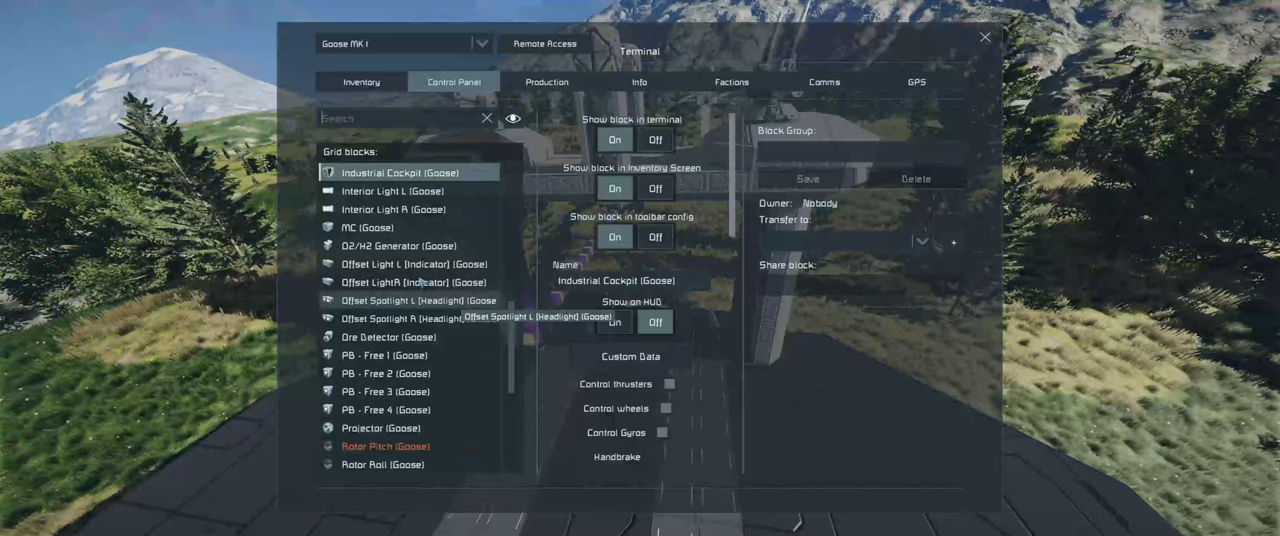 Goose MK I
Remote Access
Terminal
Inventory
Control Panel
Production
Info
Factions
Comms
GPS
Search
Grid blocks:
Industrial Cockpit (Goose)
Interior Light L (Goose)
Interior Light R (Goose)
MC (Goose)
O2/H2 Generator (Goose)
Offset Light L [Indicator] (Goose)
Offset LightR [Indicator] (Goose)
Offset Spotlight L [Headlight] (Goose
Offset Spotlight R [Headlight]
Offset Spotlight L [Headlight] (Goose)
Ore Detector (Goose)
PB - Free 1 (Goose)
PB - Free 2 (Goose)
PB - Free 3 (Goose)
PB - Free 4 (Goose)
Projector (Goose)
Rotor Pitch (Goose)
Rotor Roll (Goose)
Show block in terminal
On Off
Show block in Inventory Screen
On Off
Show block in toolbar config
On Off
Name
Industrial Cockpit (Goose)
Show on HUD
On Off
Custom Data
Control thrusters
Control wheels
Control Gyros
Handbrake
Block Group:
Save
Delete
Owner: Nobody
Transfer to:
+
Share block: